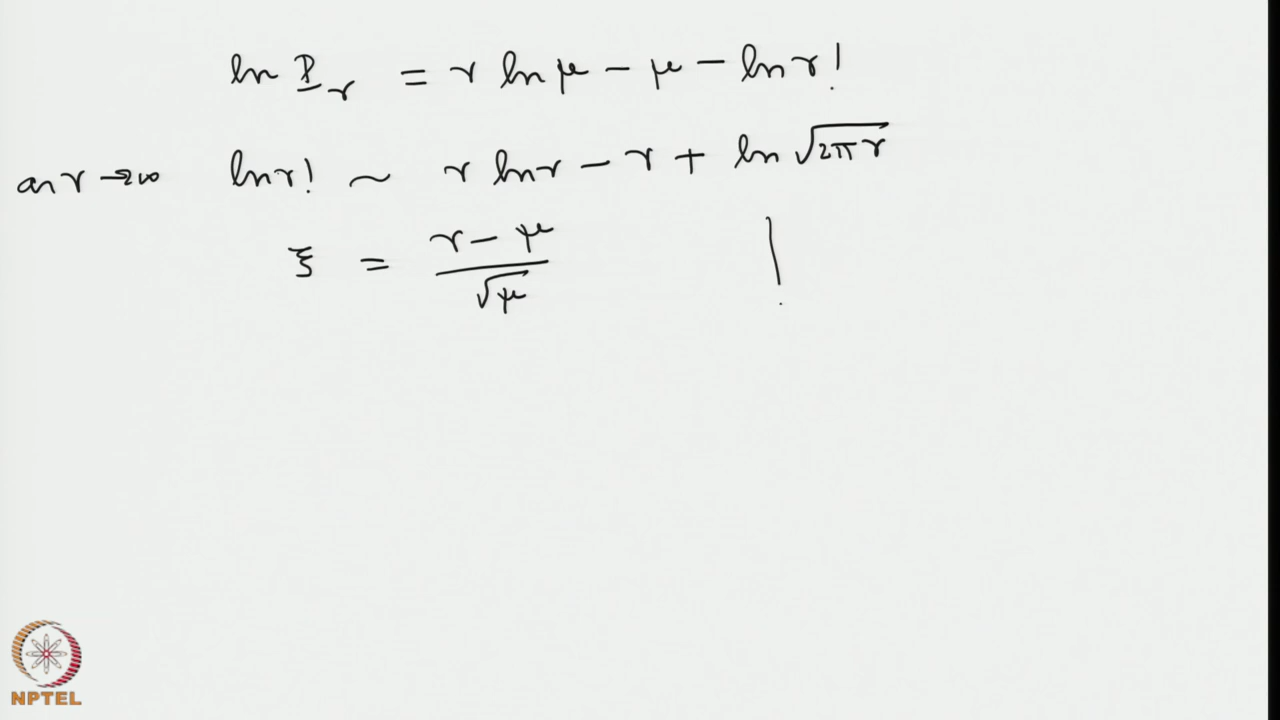 ln P_r = r ln μ - μ - ln r!
as r → ∞ ln r! ~ r ln r - r + ln √(2πr)
ξ = (r - μ)/√μ |
NPTEL